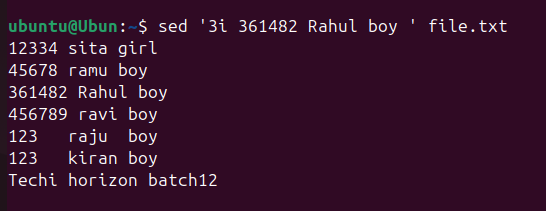 ubuntu@Ubun:~$ sed '3i 361482 Rahul boy ' file.txt
12334 sita girl
45678 ramu boy
361482 Rahul boy
456789 ravi boy
123   raju  boy
123   kiran boy
Techi horizon batch12